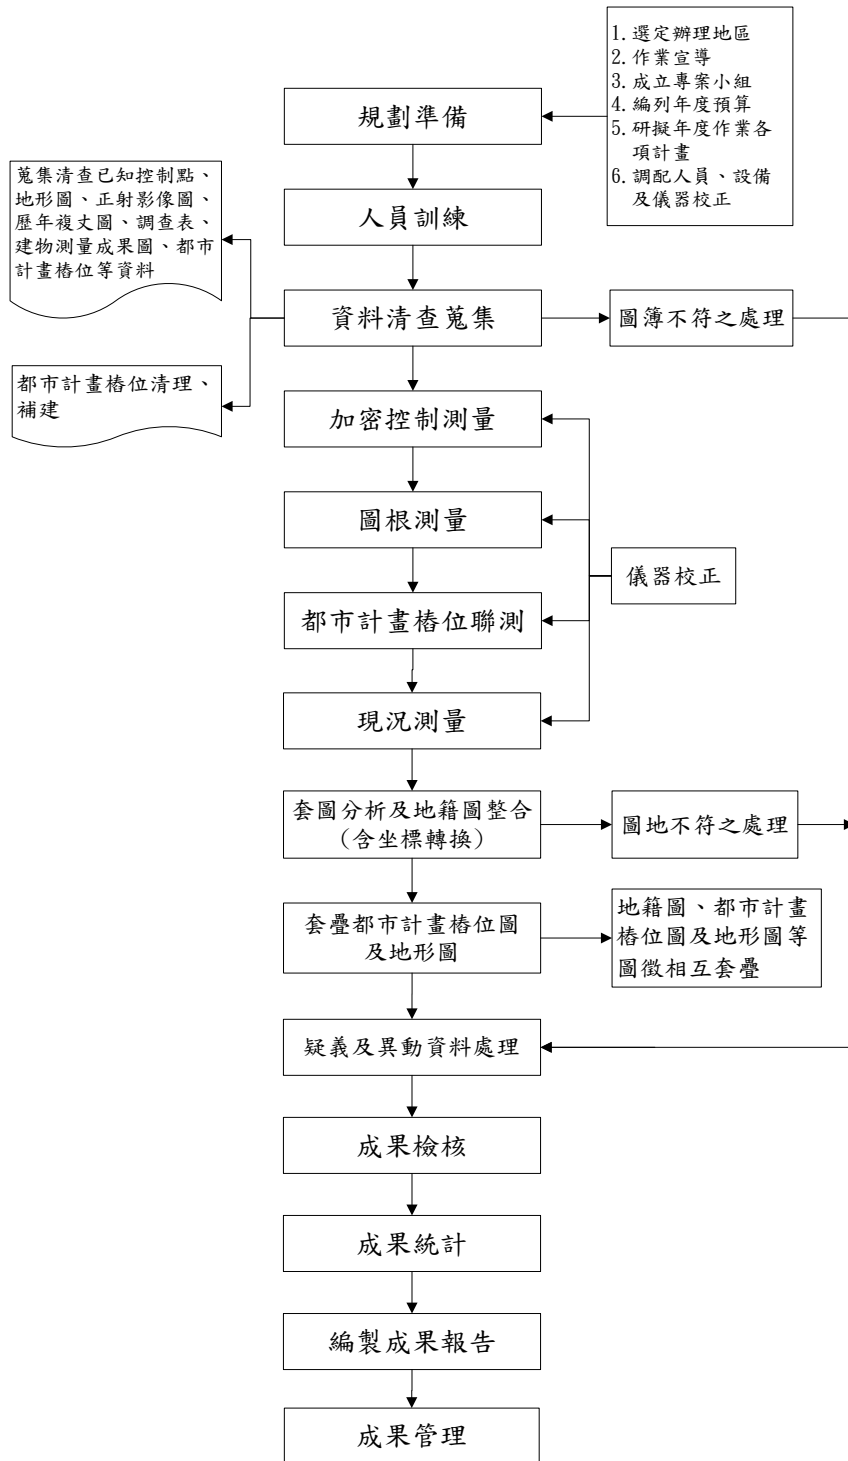 1. 選定辦理地區
2. 作業宣導
3. 成立專案小組
4. 編列年度預算
5. 研擬年度作業各
項計畫
6. 調配人員、設備
及儀器校正
規劃準備
人員訓練
蒐集清查已知控制點、
地形圖、正射影像圖、
歷年複丈圖、調查表、
建物測量成果圖、都市
計畫樁位等資料
資料清查蒐集
圖簿不符之處理
都市計畫樁位清理、
補建
加密控制測量
圖根測量
儀器校正
都市計畫樁位聯測
現況測量
套圖分析及地籍圖整合
（含坐標轉換）
圖地不符之處理
套疊都市計畫樁位圖
及地形圖
地籍圖、都市計畫
樁位圖及地形圖等
圖徵相互套疊
疑義及異動資料處理
成果檢核
成果統計
編製成果報告
成果管理